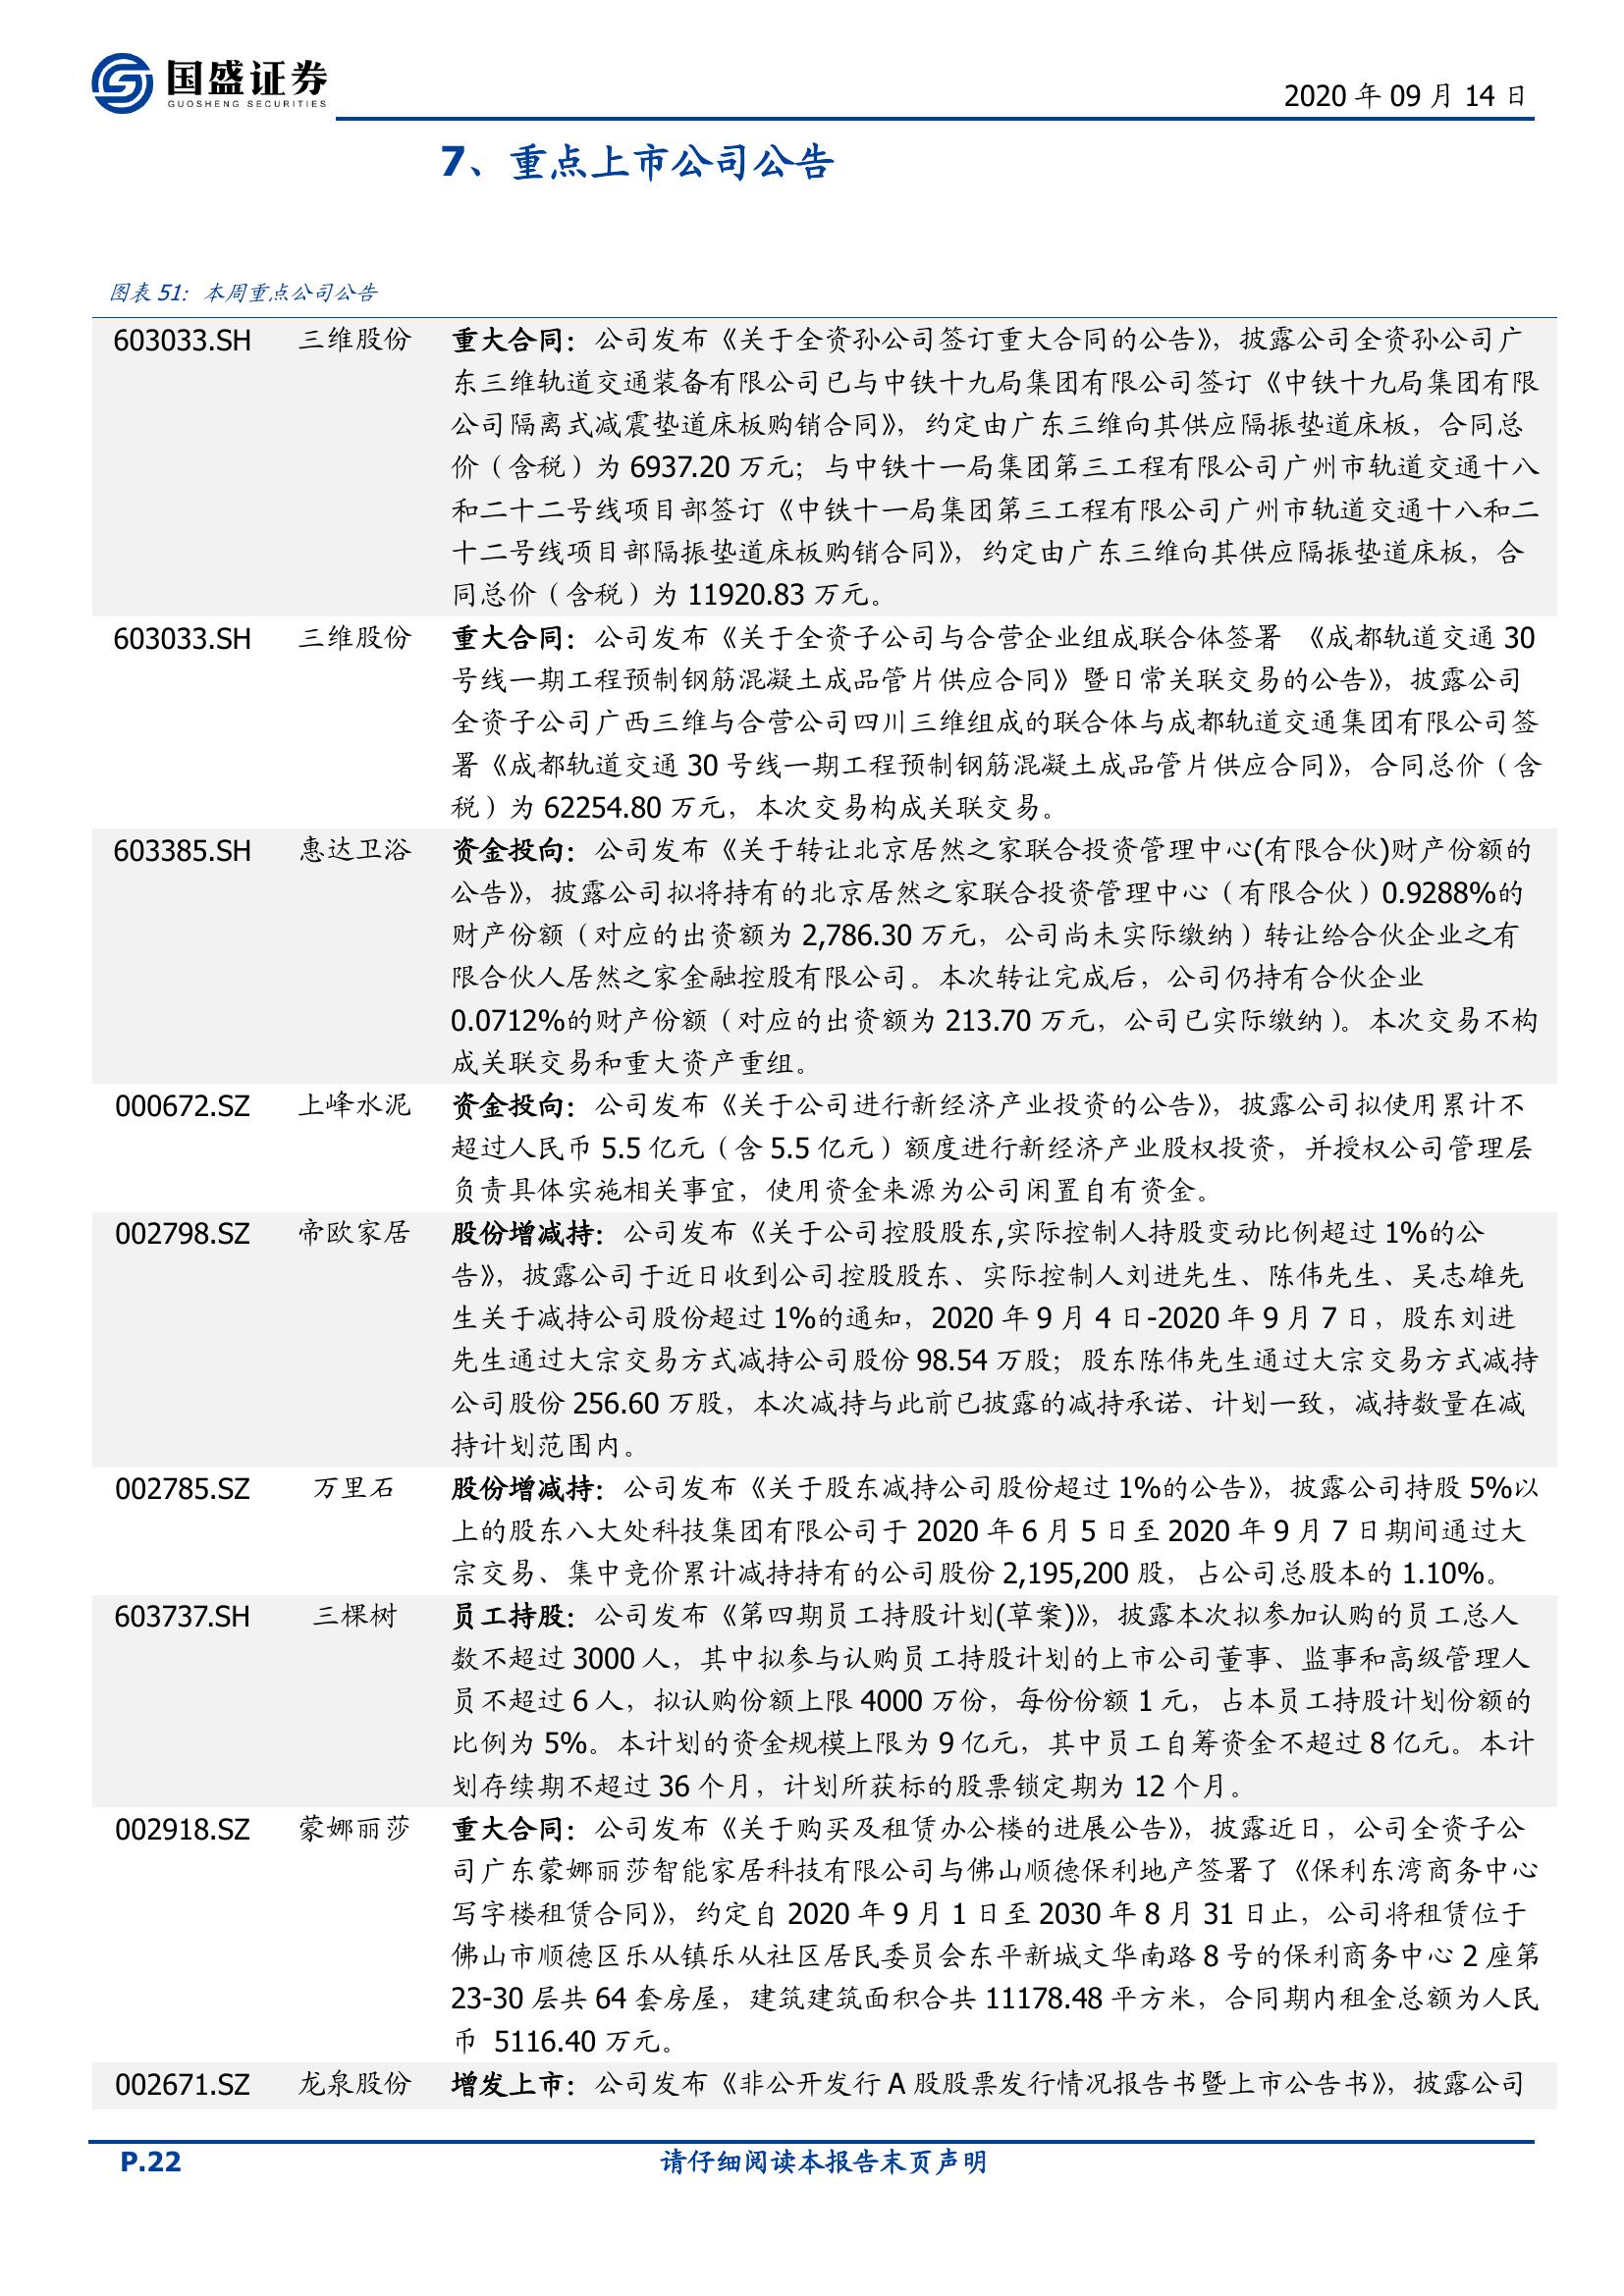 国盛证券
GUOSHENG SECURITIES
2020 年 09 月 14 日
7、重点上市公司公告
图表 51：本周重点公司公告
603033.SH 三维股份 重大合同：公司发布《关于全资孙公司签订重大合同的公告》，披露公司全资孙公司广
东三维轨道交通装备有限公司已与中铁十九局集团有限公司签订《中铁十九局集团有限
公司隔离式减震垫道床板购销合同》，约定由广东三维向其供应隔振垫道床板，合同总
价（含税）为 6937.20 万元；与中铁十一局集团第三工程有限公司广州市轨道交通十八
和二十二号线项目部签订《中铁十一局集团第三工程有限公司广州市轨道交通十八和二
十二号线项目部隔振垫道床板购销合同》，约定由广东三维向其供应隔振垫道床板，合
同总价（含税）为 11920.83 万元。
603033.SH 三维股份 重大合同：公司发布《关于全资子公司与合营企业组成联合体签署 《成都轨道交通 30
号线一期工程预制钢筋混凝土成品管片供应合同》暨日常关联交易的公告》，披露公司
全资子公司广西三维与合营公司四川三维组成的联合体与成都轨道交通集团有限公司签
署《成都轨道交通 30 号线一期工程预制钢筋混凝土成品管片供应合同》，合同总价（含
税）为 62254.80 万元，本次交易构成关联交易。
603385.SH 惠达卫浴 资金投向：公司发布《关于转让北京居然之家联合投资管理中心(有限合伙)财产份额的
公告》，披露公司拟将持有的北京居然之家联合投资管理中心（有限合伙）0.9288%的
财产份额（对应的出资额为 2,786.30 万元，公司尚未实际缴纳）转让给合伙企业之有
限合伙人居然之家金融控股有限公司。本次转让完成后，公司仍持有合伙企业
0.0712%的财产份额（对应的出资额为 213.70 万元，公司已实际缴纳）。本次交易不构
成关联交易和重大资产重组。
000672.SZ 上峰水泥 资金投向：公司发布《关于公司进行新经济产业投资的公告》，披露公司拟使用累计不
超过人民币 5.5 亿元（含 5.5 亿元）额度进行新经济产业股权投资，并授权公司管理层
负责具体实施相关事宜，使用资金来源为公司闲置自有资金。
002798.SZ 帝欧家居 股份增减持：公司发布《关于公司控股股东,实际控制人持股变动比例超过 1%的公
告》，披露公司于近日收到公司控股股东、实际控制人刘进先生、陈伟先生、吴志雄先
生关于减持公司股份超过 1%的通知，2020 年 9 月 4 日-2020 年 9 月 7 日，股东刘进
先生通过大宗交易方式减持公司股份 98.54 万股；股东陈伟先生通过大宗交易方式减持
公司股份 256.60 万股，本次减持与此前已披露的减持承诺、计划一致，减持数量在减
持计划范围内。
002785.SZ 万里石 股份增减持：公司发布《关于股东减持公司股份超过 1%的公告》，披露公司持股 5%以
上的股东八大处科技集团有限公司于 2020 年 6 月 5 日至 2020 年 9 月 7 日期间通过大
宗交易、集中竞价累计减持持有的公司股份 2,195,200 股，占公司总股本的 1.10%。
603737.SH 三棵树 员工持股：公司发布《第四期员工持股计划(草案)》，披露本次拟参加认购的员工总人
数不超过 3000 人，其中拟参与认购员工持股计划的上市公司董事、监事和高级管理人
员不超过 6 人，拟认购份额上限 4000 万份，每份份额 1 元，占本员工持股计划份额的
比例为 5%。本计划的资金规模上限为 9 亿元，其中员工自筹资金不超过 8 亿元。本计
划存续期不超过 36 个月，计划所获标的股票锁定期为 12 个月。
002918.SZ 蒙娜丽莎 重大合同：公司发布《关于购买及租赁办公楼的进展公告》，披露近日，公司全资子公
司广东蒙娜丽莎智能家居科技有限公司与佛山顺德保利地产签署了《保利东湾商务中心
写字楼租赁合同》，约定自 2020 年 9 月 1 日至 2030 年 8 月 31 日止，公司将租赁位于
佛山市顺德区乐从镇乐从社区居民委员会东平新城文华南路 8 号的保利商务中心 2 座第
23-30 层共 64 套房屋，建筑建筑面积合共 11178.48 平方米，合同期内租金总额为人民
币 5116.40 万元。
002671.SZ 龙泉股份 增发上市：公司发布《非公开发行 A 股股票发行情况报告书暨上市公告书》，披露公司
P.22 请仔细阅读本报告末页声明